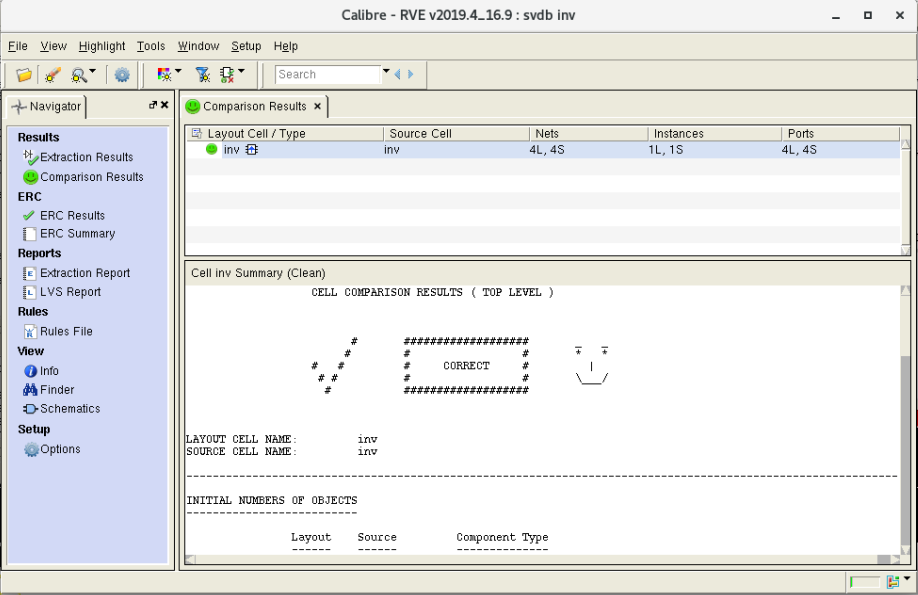 Calibre - RVE v2019.4_16.9 : svdb inv
File View Highlight Tools Window Setup Help
Search
Navigator
Results
Extraction Results
Comparison Results
ERC
ERC Results
ERC Summary
Reports
Extraction Report
LVS Report
Rules
Rules File
View
Info
Finder
Schematics
Setup
Options
Comparison Results
Layout Cell / Type Source Cell Nets Instances Ports
inv inv 4L, 4S 1L, 1S 4L, 4S
Cell inv Summary (Clean)
CELL COMPARISON RESULTS ( TOP LEVEL )
# ################### _ _
# # # * *
# # # CORRECT # |
# # # # \___/
# ###################
LAYOUT CELL NAME: inv
SOURCE CELL NAME: inv
INITIAL NUMBERS OF OBJECTS
Layout Source Component Type